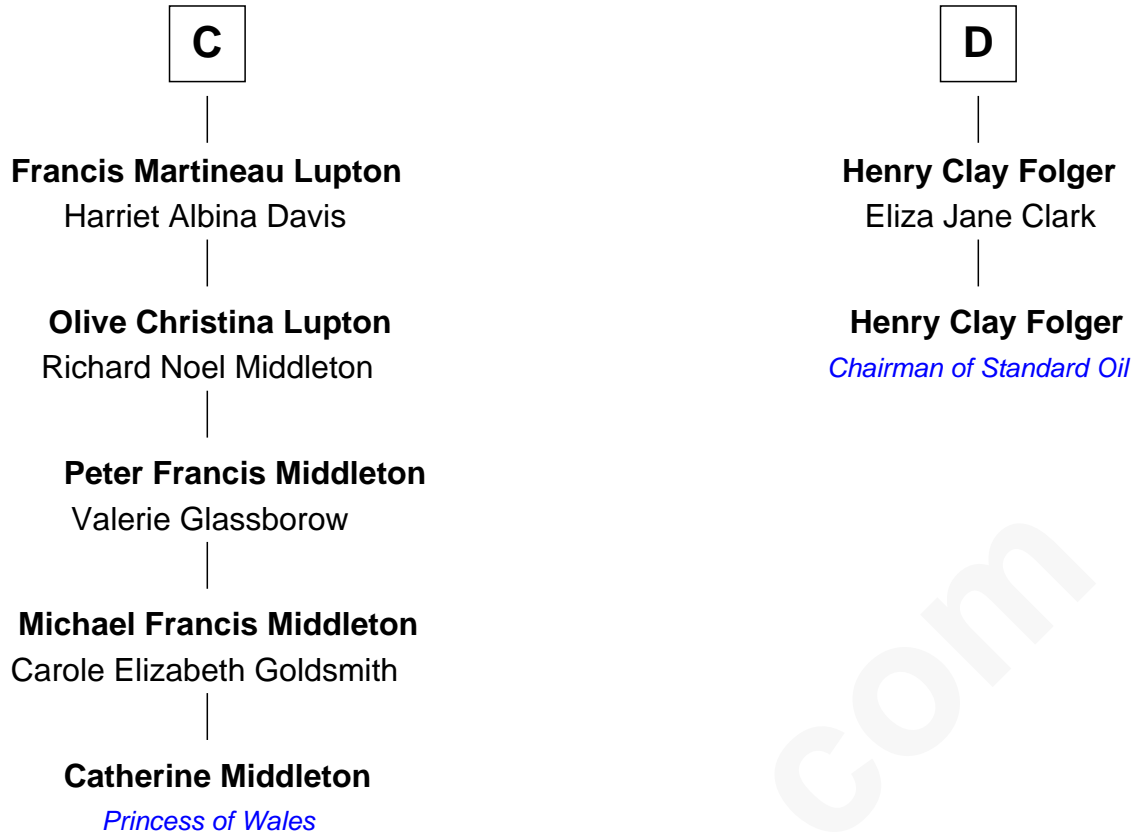 C
Francis Martineau Lupton
Harriet Albina Davis
Olive Christina Lupton
Richard Noel Middleton
Peter Francis Middleton
Valerie Glassborow
Michael Francis Middleton
Carole Elizabeth Goldsmith
Catherine Middleton
Princess of Wales
D
Henry Clay Folger
Eliza Jane Clark
Henry Clay Folger
Chairman of Standard Oil
com